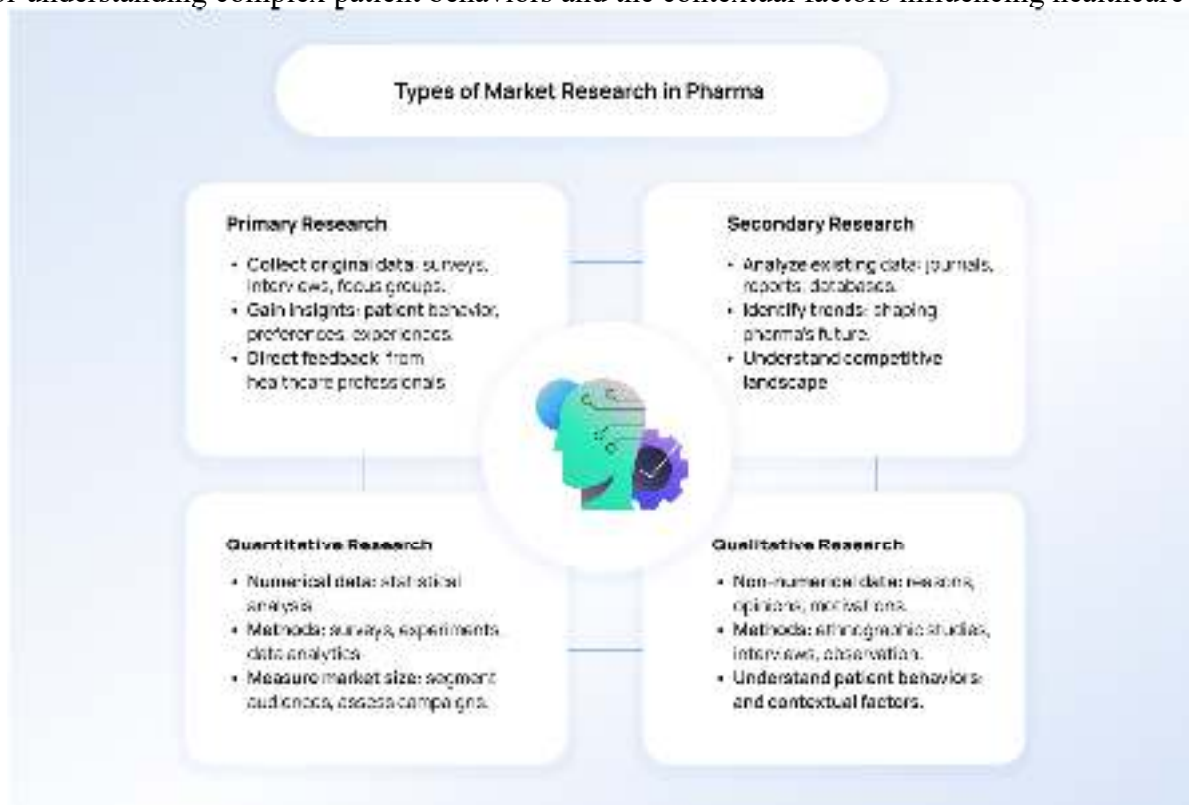 or understanding complex patient behaviors and the contextual factors influencing healthcare
Types of Market Research in Pharma
Primary Research
• Collect original data: surveys,
interviews, focus groups.
• Gain insights: patient behavior,
preferences, experiences.
• Direct feedback from
healthcare professionals
Secondary Research
• Analyze existing data: journals,
reports, databases.
• Identify trends: shaping
pharma's future.
• Understand competitive
landscape
Quantitative Research
• Numerical data: statistical
analysis
• Methods: surveys, experiments,
data analytics
• Measure market size: segment
audiences, assess campaigns.
Qualitative Research
• Non-numerical data: reasons,
opinions, motivations.
• Methods: ethnographic studies,
interviews, observation.
• Understand patient behaviors
and contextual factors.